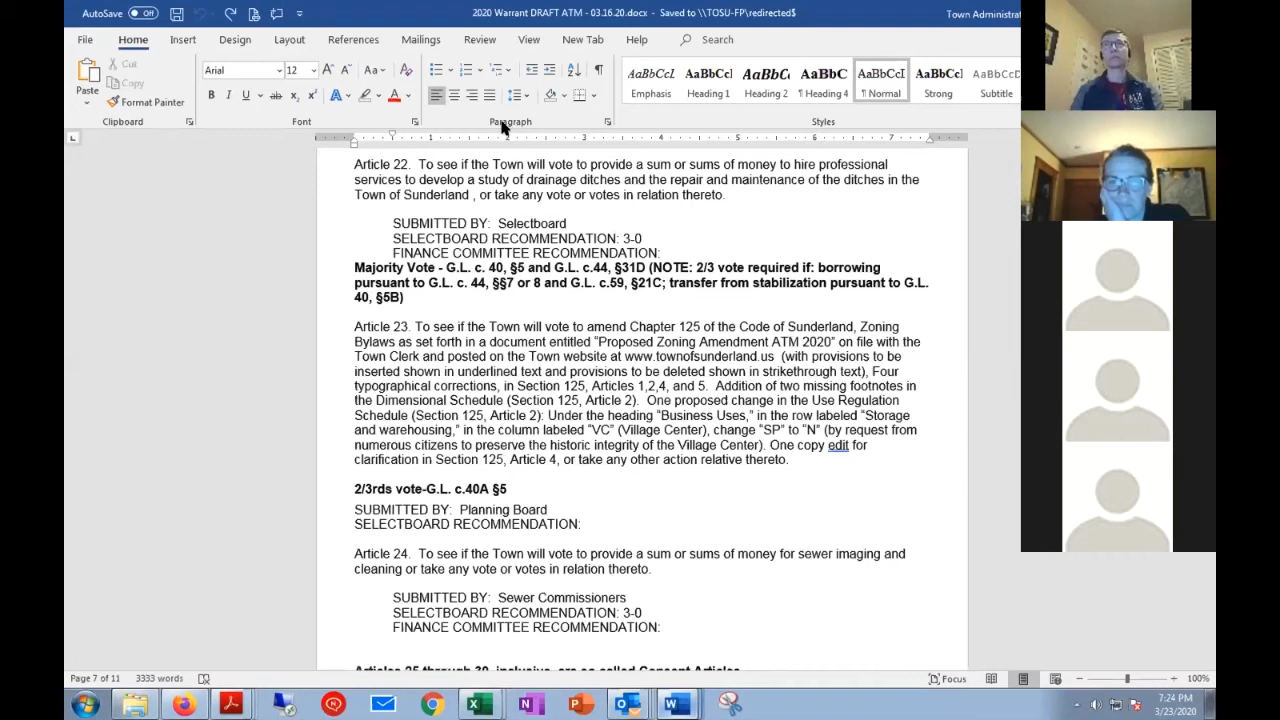 AutoSave Off
2020 Warrant DRAFT ATM - 03.16.20.docx - Saved to \\TOSU-FP\redirected$
Town Administra
File Home Insert Design Layout References Mailings Review View New Tab Help Search
Cut
Copy
Paste
Format Painter
Arial 12
AaBbCcI AaBbCcI AaBbCc AaBbC AaBbCcI AaBbCcI AaBbCcD
Emphasis Heading 1 Heading 2 ¶ Heading 4 ¶ Normal Strong Subtitle
Clipboard Font Paragraph Styles
1 2 3 4 5 6 7
Article 22. To see if the Town will vote to provide a sum or sums of money to hire professional
services to develop a study of drainage ditches and the repair and maintenance of the ditches in the
Town of Sunderland , or take any vote or votes in relation thereto.
SUBMITTED BY: Selectboard
SELECTBOARD RECOMMENDATION: 3-0
FINANCE COMMITTEE RECOMMENDATION:
Majority Vote - G.L. c. 40, §5 and G.L. c.44, §31D (NOTE: 2/3 vote required if: borrowing
pursuant to G.L. c. 44, §§7 or 8 and G.L. c.59, §21C; transfer from stabilization pursuant to G.L.
40, §5B)
Article 23. To see if the Town will vote to amend Chapter 125 of the Code of Sunderland, Zoning
Bylaws as set forth in a document entitled “Proposed Zoning Amendment ATM 2020” on file with the
Town Clerk and posted on the Town website at www.townofsunderland.us (with provisions to be
inserted shown in underlined text and provisions to be deleted shown in strikethrough text), Four
typographical corrections, in Section 125, Articles 1,2,4, and 5. Addition of two missing footnotes in
the Dimensional Schedule (Section 125, Article 2). One proposed change in the Use Regulation
Schedule (Section 125, Article 2): Under the heading “Business Uses,” in the row labeled “Storage
and warehousing,” in the column labeled “VC” (Village Center), change “SP” to “N” (by request from
numerous citizens to preserve the historic integrity of the Village Center). One copy edit for
clarification in Section 125, Article 4, or take any other action relative thereto.
2/3rds vote-G.L. c.40A §5
SUBMITTED BY: Planning Board
SELECTBOARD RECOMMENDATION:
Article 24. To see if the Town will vote to provide a sum or sums of money for sewer imaging and
cleaning or take any vote or votes in relation thereto.
SUBMITTED BY: Sewer Commissioners
SELECTBOARD RECOMMENDATION: 3-0
FINANCE COMMITTEE RECOMMENDATION:
Articles 25 through 30, inclusive, are so called Consent Articles
Page 7 of 11 3333 words
Focus
100%
7:24 PM
3/23/2020